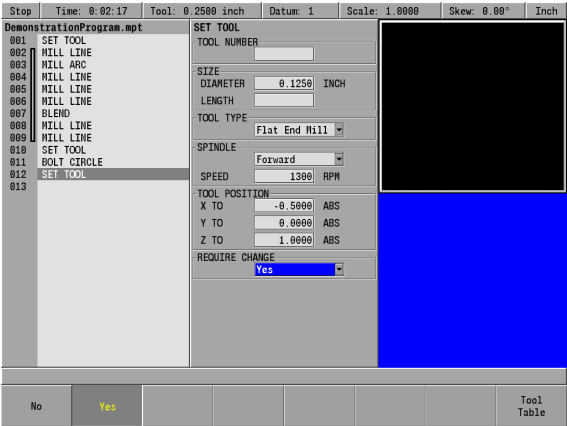 Stop Time: 0:02:17 Tool: 0.2500 inch Datum: 1 Scale: 1.0000 Skew: 0.00° Inch
DemonstrationProgram.mpt
001 SET TOOL
002 MILL LINE
003 MILL ARC
004 MILL LINE
005 MILL LINE
006 MILL LINE
007 BLEND
008 MILL LINE
009 MILL LINE
010 SET TOOL
011 BOLT CIRCLE
012 SET TOOL
013
SET TOOL
TOOL NUMBER
SIZE
DIAMETER 0.1250 INCH
LENGTH
TOOL TYPE
Flat End Mill
SPINDLE
Forward
SPEED 1300 RPM
TOOL POSITION
X TO -0.5000 ABS
Y TO 0.0000 ABS
Z TO 1.0000 ABS
REQUIRE CHANGE
Yes
No Yes Tool
Table